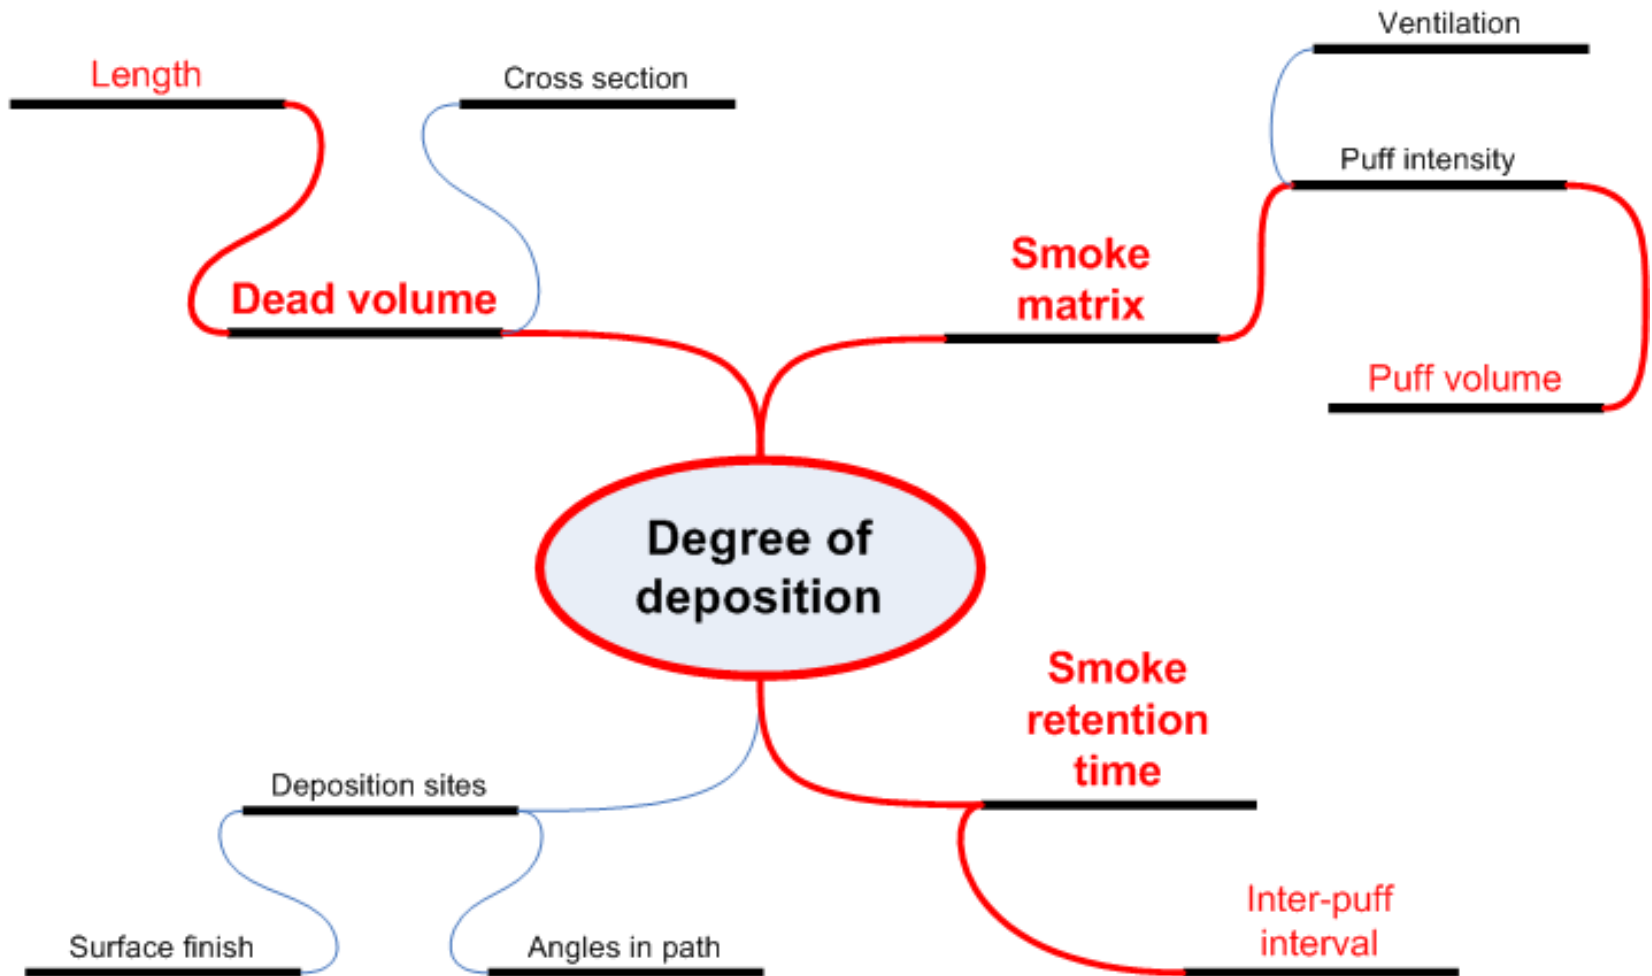 Ventilation
Length
Cross section
Puff intensity
Smoke
matrix
Dead volume
Puff volume
Degree of
deposition
Smoke
retention
time
Deposition sites
Inter-puff
interval
Surface finish
Angles in path